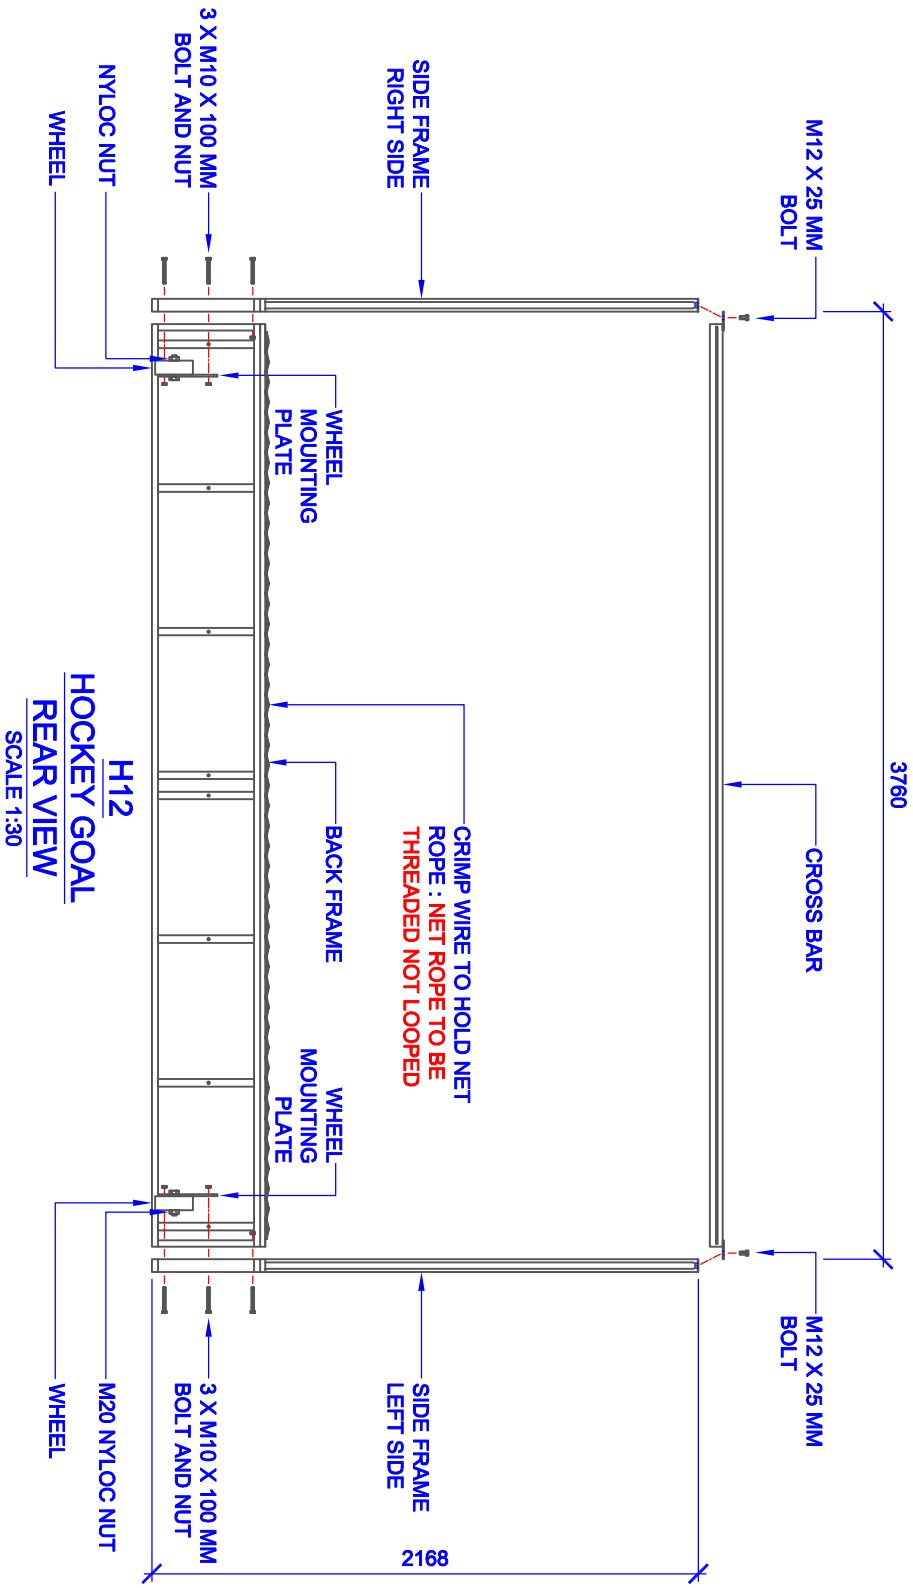 3760
M12 X 25 MM
BOLT
CROSS BAR
M12 X 25 MM
BOLT
SIDE FRAME
RIGHT SIDE
CRIMP WIRE TO HOLD NET
ROPE : NET ROPE TO BE
THREADED NOT LOOPED
SIDE FRAME
LEFT SIDE
2168
WHEEL
MOUNTING
PLATE
BACK FRAME
WHEEL
MOUNTING
PLATE
3 X M10 X 100 MM
BOLT AND NUT
3 X M10 X 100 MM
BOLT AND NUT
NYLOC NUT
M20 NYLOC NUT
WHEEL
WHEEL
H12
HOCKEY GOAL
REAR VIEW
SCALE 1:30